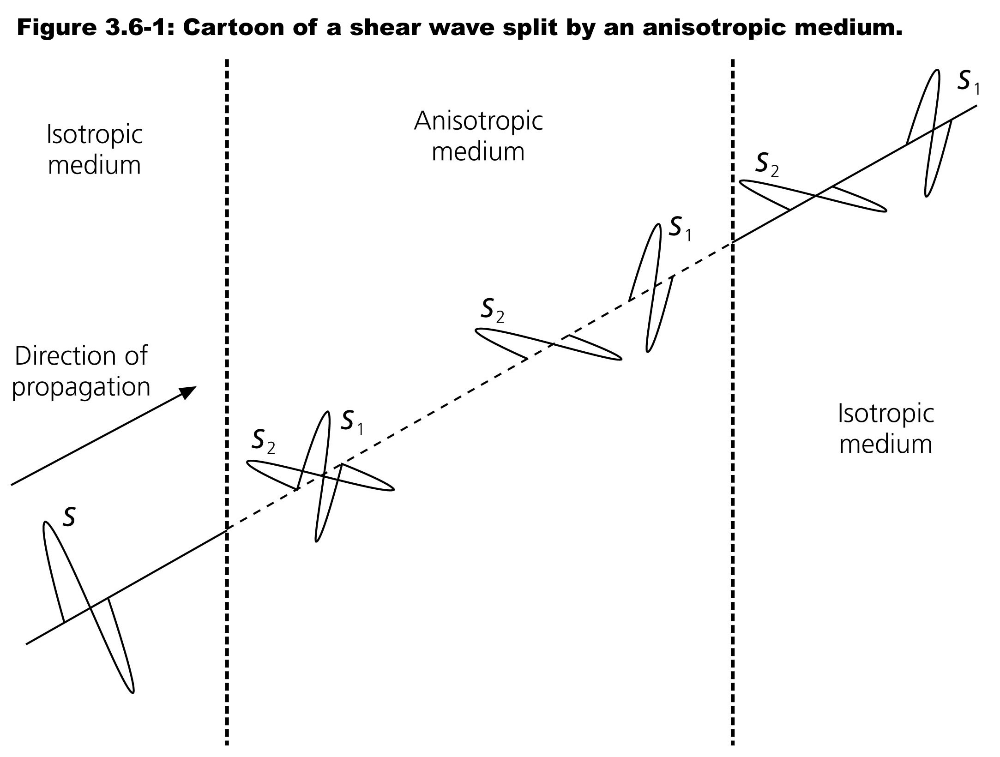 Figure 3.6-1: Cartoon of a shear wave split by an anisotropic medium.
Isotropic
medium
Anisotropic
medium
S1
S2
S1
S2
Direction of
propagation
S1
S2
Isotropic
medium
S